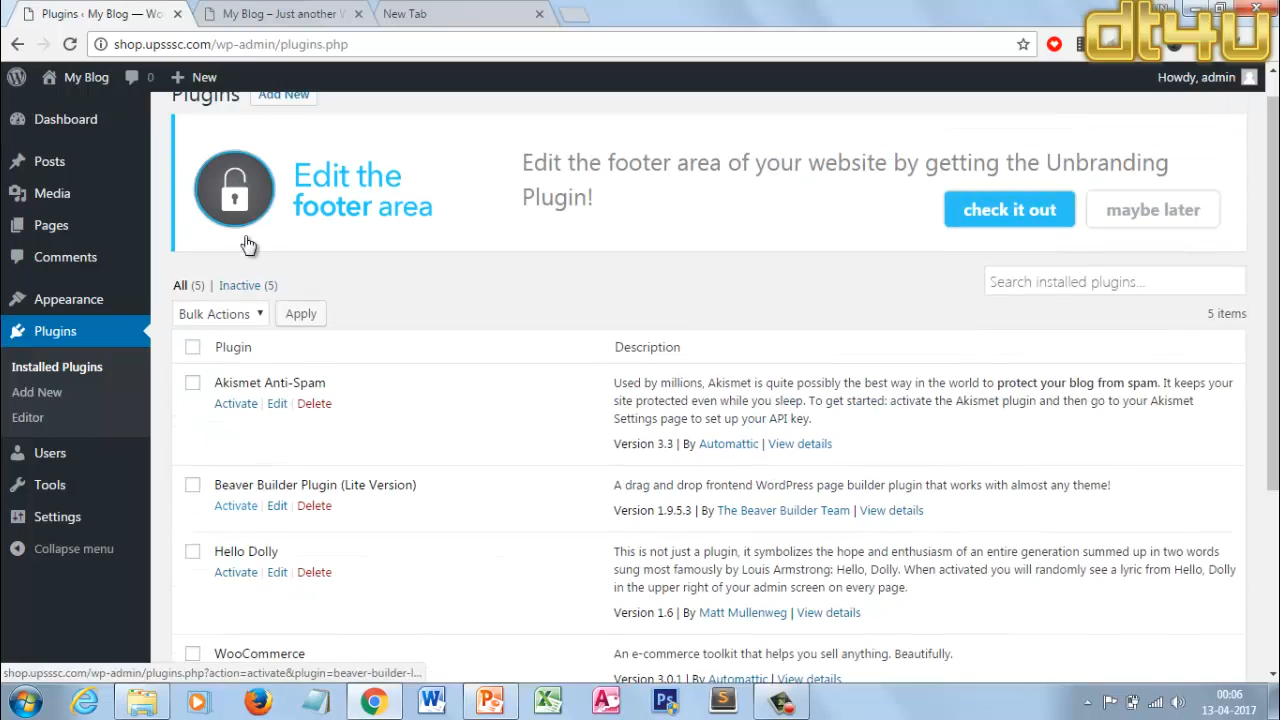 Plugins ‹ My Blog — Wo
My Blog – Just another W
New Tab
DT4U
shop.upsssc.com/wp-admin/plugins.php
My Blog
0
New
Howdy, admin
Plugins
Add New
Dashboard
Posts
Media
Pages
Comments
Appearance
Plugins
Installed Plugins
Add New
Editor
Users
Tools
Settings
Collapse menu
Edit the
footer area
Edit the footer area of your website by getting the Unbranding
Plugin!
check it out
maybe later
All (5) | Inactive (5)
Search installed plugins...
Bulk Actions
Apply
5 items
Plugin
Description
Akismet Anti-Spam
Activate | Edit | Delete
Used by millions, Akismet is quite possibly the best way in the world to protect your blog from spam. It keeps your
site protected even while you sleep. To get started: activate the Akismet plugin and then go to your Akismet
Settings page to set up your API key.
Version 3.3 | By Automattic | View details
Beaver Builder Plugin (Lite Version)
Activate | Edit | Delete
A drag and drop frontend WordPress page builder plugin that works with almost any theme!
Version 1.9.5.3 | By The Beaver Builder Team | View details
Hello Dolly
Activate | Edit | Delete
This is not just a plugin, it symbolizes the hope and enthusiasm of an entire generation summed up in two words
sung most famously by Louis Armstrong: Hello, Dolly. When activated you will randomly see a lyric from Hello, Dolly
in the upper right of your admin screen on every page.
Version 1.6 | By Matt Mullenweg | View details
WooCommerce
An e-commerce toolkit that helps you sell anything. Beautifully.
Version 3.0.1 | By Automattic | View details
shop.upsssc.com/wp-admin/plugins.php?action=activate&plugin=beaver-builder-l...
00:06
13-04-2017